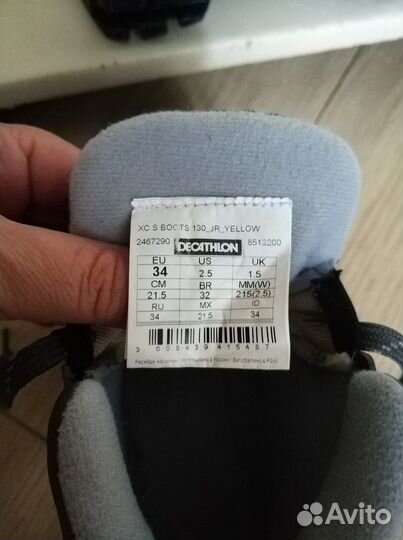 XC S BOOTS 130_JR_YELLOW
2467290 DECATHLON 8513200
EU US UK
34 2.5 1.5
CM BR MM(W)
21.5 32 215(2.5)
RU MX ID
34 21.5 34
3 608439 415487
Avito